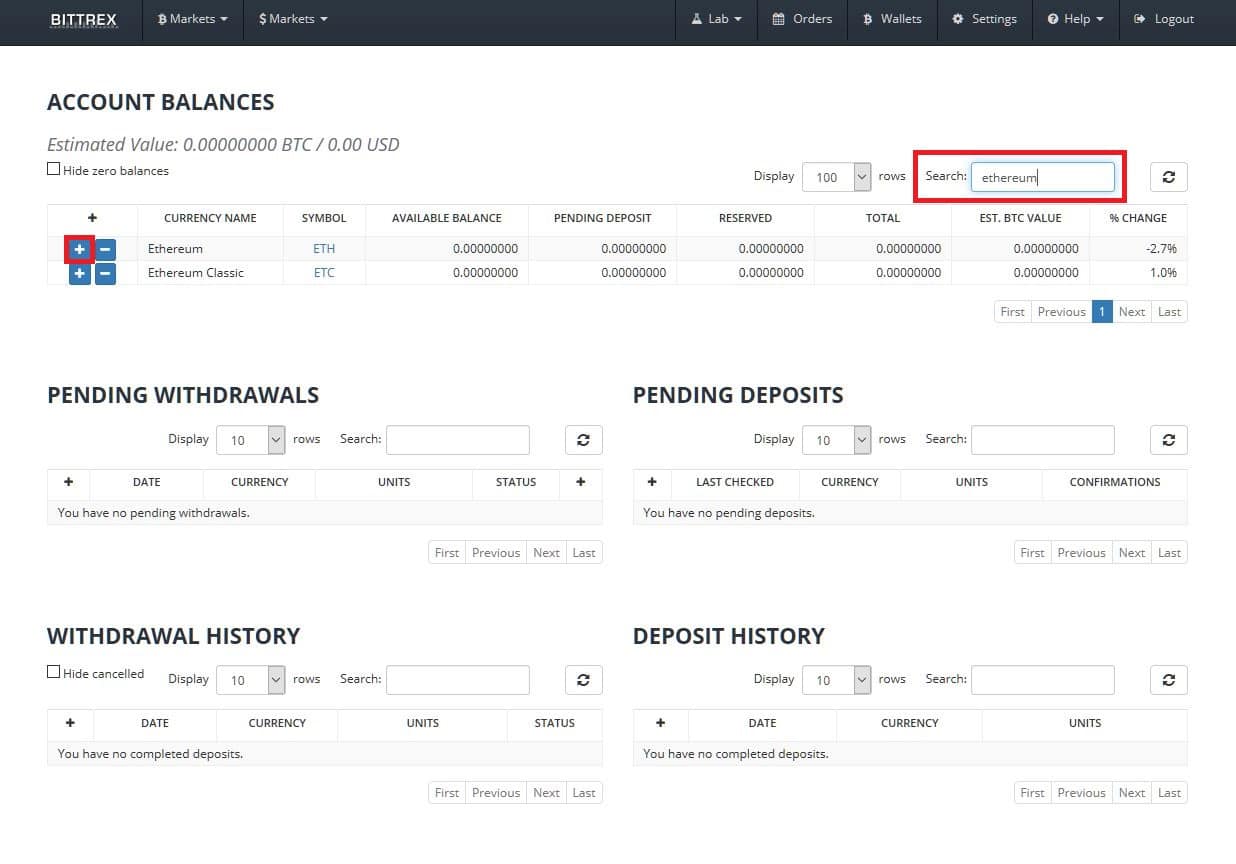 BITTREX ₿ Markets $ Markets Lab Orders ₿ Wallets Settings Help Logout
ACCOUNT BALANCES
Estimated Value: 0.00000000 BTC / 0.00 USD
Hide zero balances Display 100 rows Search: ethereum
+ CURRENCY NAME SYMBOL AVAILABLE BALANCE PENDING DEPOSIT RESERVED TOTAL EST. BTC VALUE % CHANGE
+ − Ethereum ETH 0.00000000 0.00000000 0.00000000 0.00000000 0.00000000 -2.7%
+ − Ethereum Classic ETC 0.00000000 0.00000000 0.00000000 0.00000000 0.00000000 1.0%
First Previous 1 Next Last
PENDING WITHDRAWALS
Display 10 rows Search:
+ DATE CURRENCY UNITS STATUS +
You have no pending withdrawals.
First Previous Next Last
PENDING DEPOSITS
Display 10 rows Search:
+ LAST CHECKED CURRENCY UNITS CONFIRMATIONS
You have no pending deposits.
First Previous Next Last
WITHDRAWAL HISTORY
Hide cancelled Display 10 rows Search:
+ DATE CURRENCY UNITS STATUS
You have no completed deposits.
First Previous Next Last
DEPOSIT HISTORY
Display 10 rows Search:
+ DATE CURRENCY UNITS
You have no completed deposits.
First Previous Next Last